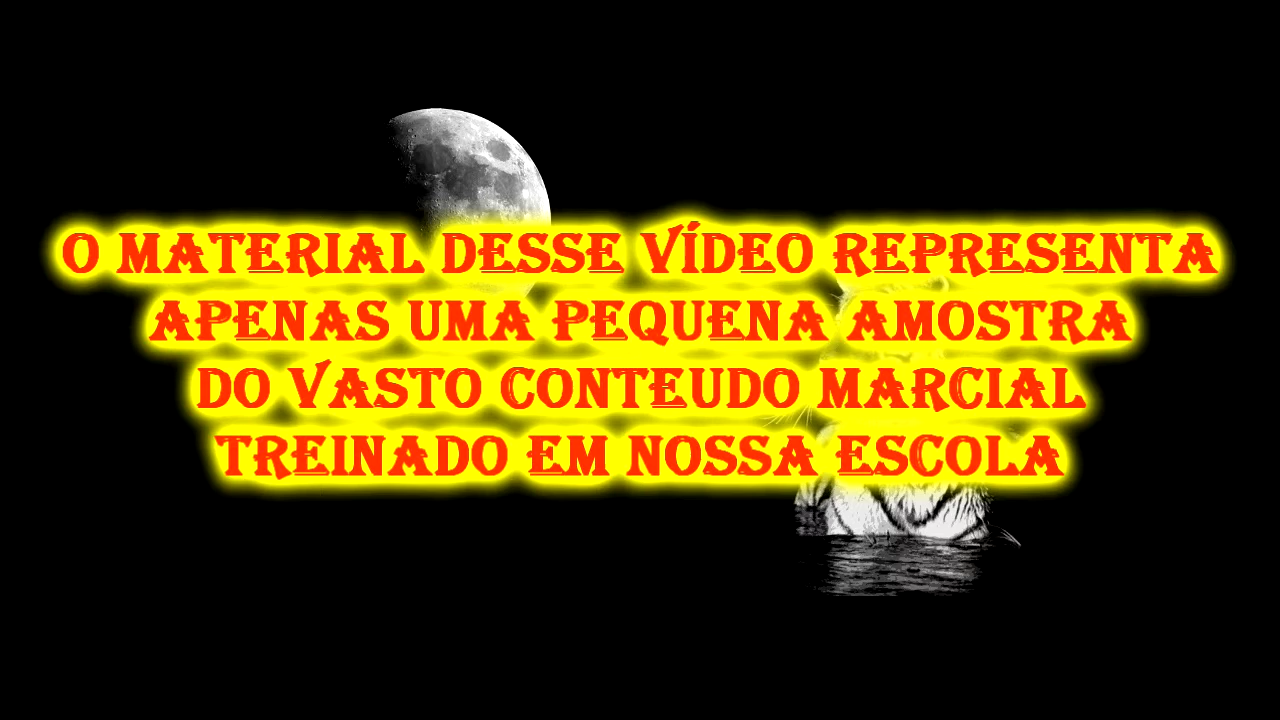 O MATERIAL DESSE VÍDEO REPRESENTA
APENAS UMA PEQUENA AMOSTRA
DO VASTO CONTEUDO MARCIAL
TREINADO EM NOSSA ESCOLA